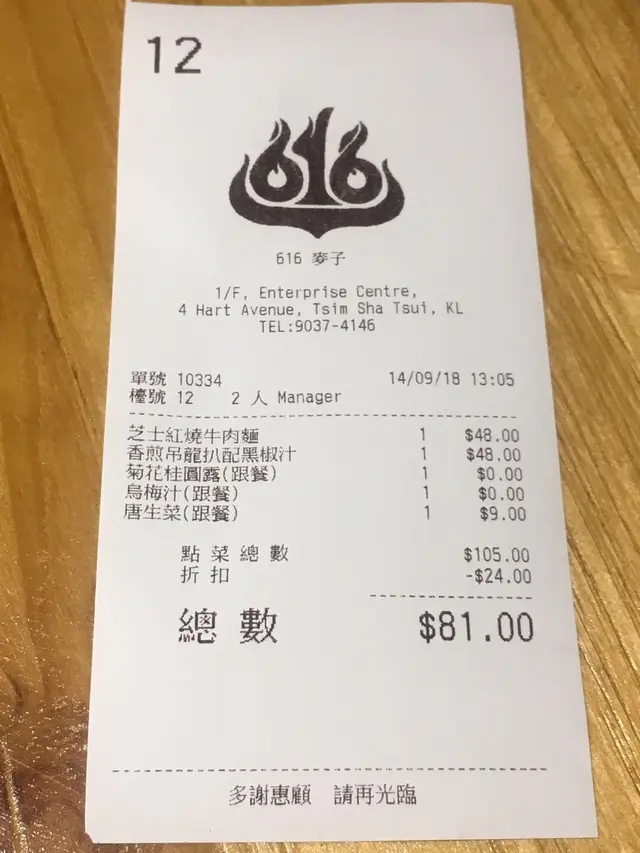 12
616
616 麥子
1/F, Enterprise Centre,
4 Hart Avenue, Tsim Sha Tsui, KL
TEL:9037-4146
單號 10334 14/09/18 13:05
檯號 12 2 人 Manager
芝士紅燒牛肉麵 1 $48.00
香煎吊龍扒配黑椒汁 1 $48.00
菊花桂圓露(跟餐) 1 $0.00
烏梅汁(跟餐) 1 $0.00
唐生菜(跟餐) 1 $9.00
點菜總數 $105.00
折扣 -$24.00
總數 $81.00
多謝惠顧 請再光臨